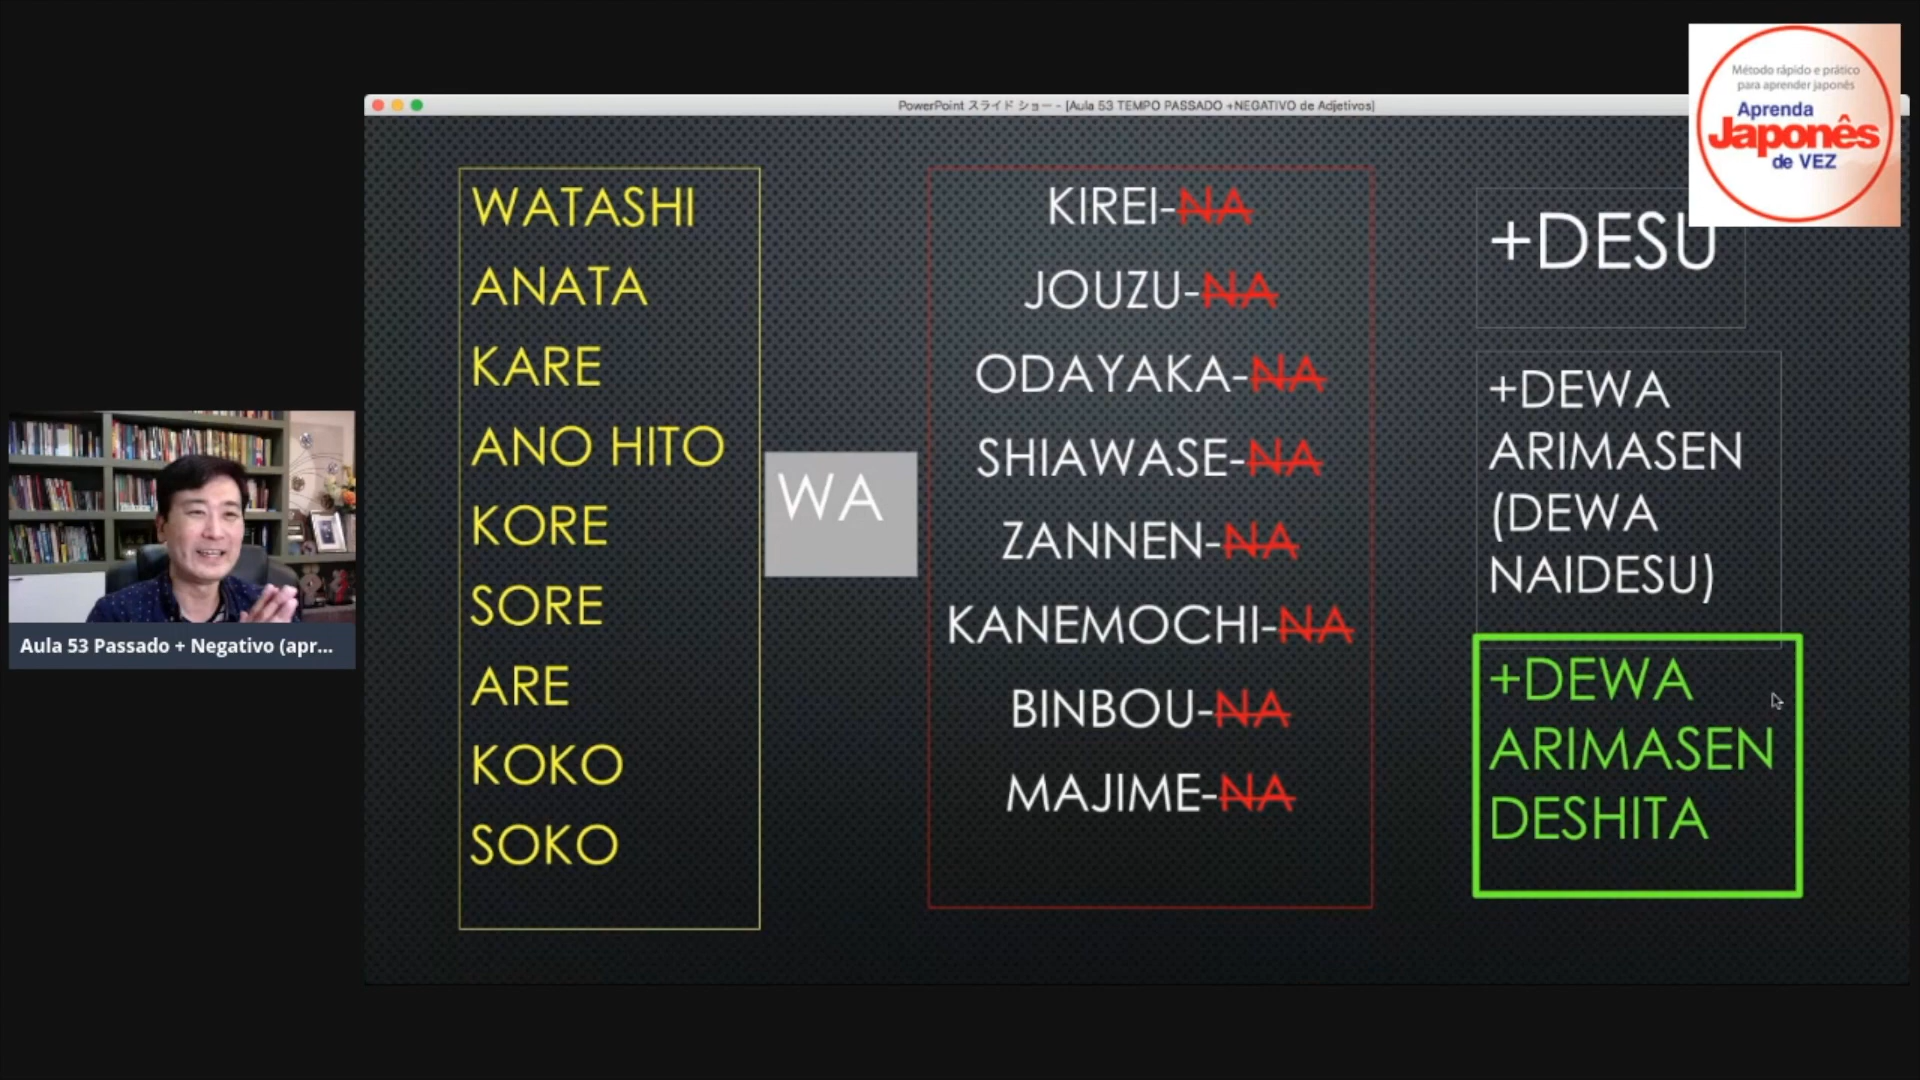 Método rápido e prático
para aprender japonês
Aprenda
Japonês
de VEZ
PowerPoint スライド ショー - [Aula 53 TEMPO PASSADO +NEGATIVO de Adjetivos]
WATASHI
ANATA
KARE
ANO HITO
KORE
SORE
ARE
KOKO
SOKO
WA
KIREI-NA
JOUZU-NA
ODAYAKA-NA
SHIAWASE-NA
ZANNEN-NA
KANEMOCHI-NA
BINBOU-NA
MAJIME-NA
+DESU
+DEWA
ARIMASEN
(DEWA
NAIDESU)
+DEWA
ARIMASEN
DESHITA
Aula 53 Passado + Negativo (apr...